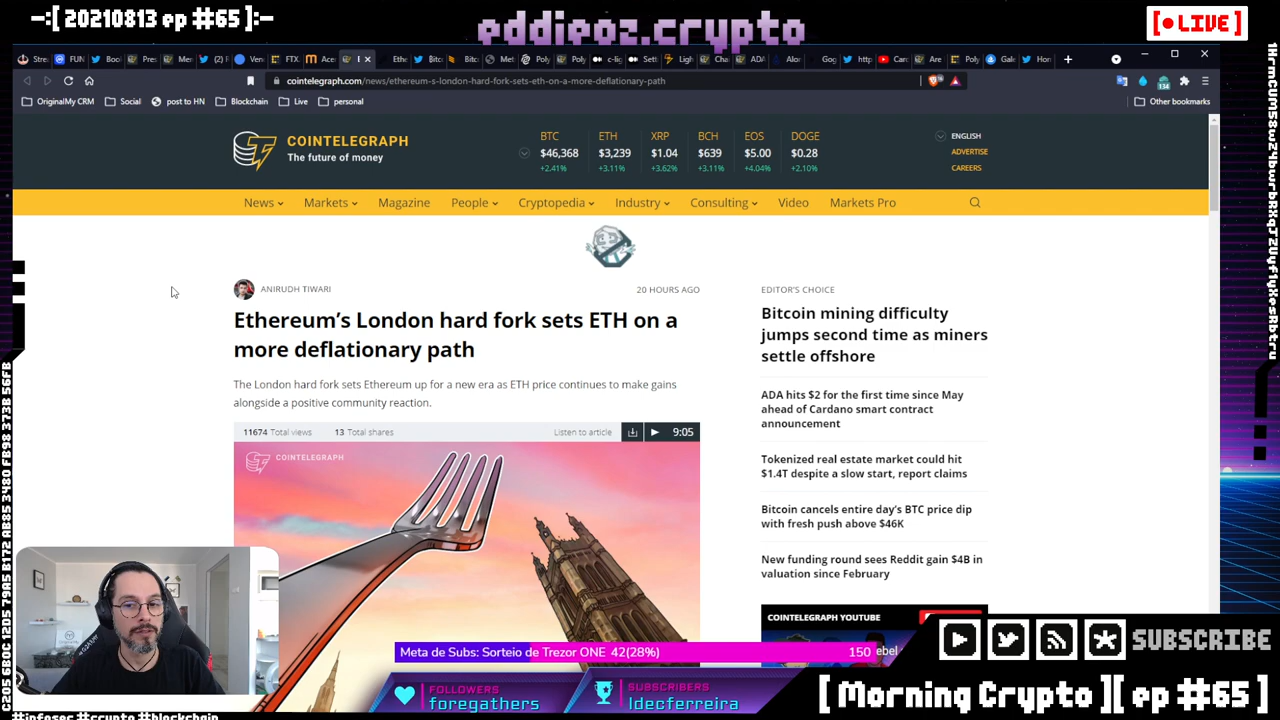 -:[ 20210813 ep #65]:-
eddieoz.crypto
[● LIVE]
cointelegraph.com/news/ethereum-s-london-hard-fork-sets-eth-on-a-more-deflationary-path
OriginalMy CRM
Social
post to HN
Blockchain
Live
personal
Other bookmarks
COINTELEGRAPH
The future of money
BTC ETH XRP BCH EOS DOGE
$46,368 $3,239 $1.04 $639 $5.00 $0.28
+2.41% +3.11% +3.62% +3.11% +4.04% +2.10%
ENGLISH
ADVERTISE
CAREERS
News Markets Magazine People Cryptopedia Industry Consulting Video Markets Pro
ANIRUDH TIWARI
20 HOURS AGO
Ethereum's London hard fork sets ETH on a
more deflationary path
The London hard fork sets Ethereum up for a new era as ETH price continues to make gains
alongside a positive community reaction.
11674 Total views 13 Total shares
Listen to article
9:05
COINTELEGRAPH
EDITOR'S CHOICE
Bitcoin mining difficulty
jumps second time as miners
settle offshore
ADA hits $2 for the first time since May
ahead of Cardano smart contract
announcement
Tokenized real estate market could hit
$1.4T despite a slow start, report claims
Bitcoin cancels entire day's BTC price dip
with fresh push above $46K
New funding round sees Reddit gain $4B in
valuation since February
COINTELEGRAPH YOUTUBE
Meta de Subs: Sorteio de Trezor ONE 42(28%)
150
FOLLOWERS
foregathers
SUBSCRIBERS
ldecferreira
SUBSCRIBE
[ Morning Crypto ][ ep #65 ]
#infosec #crypto #blockchain